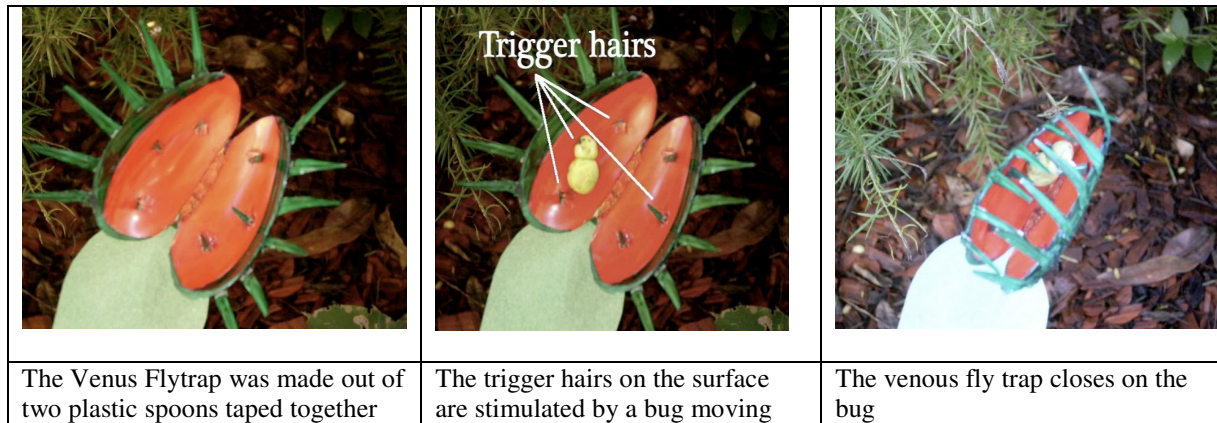 Trigger hairs
The Venus Flytrap was made out of
two plastic spoons taped together
The trigger hairs on the surface
are stimulated by a bug moving
The venous fly trap closes on the
bug